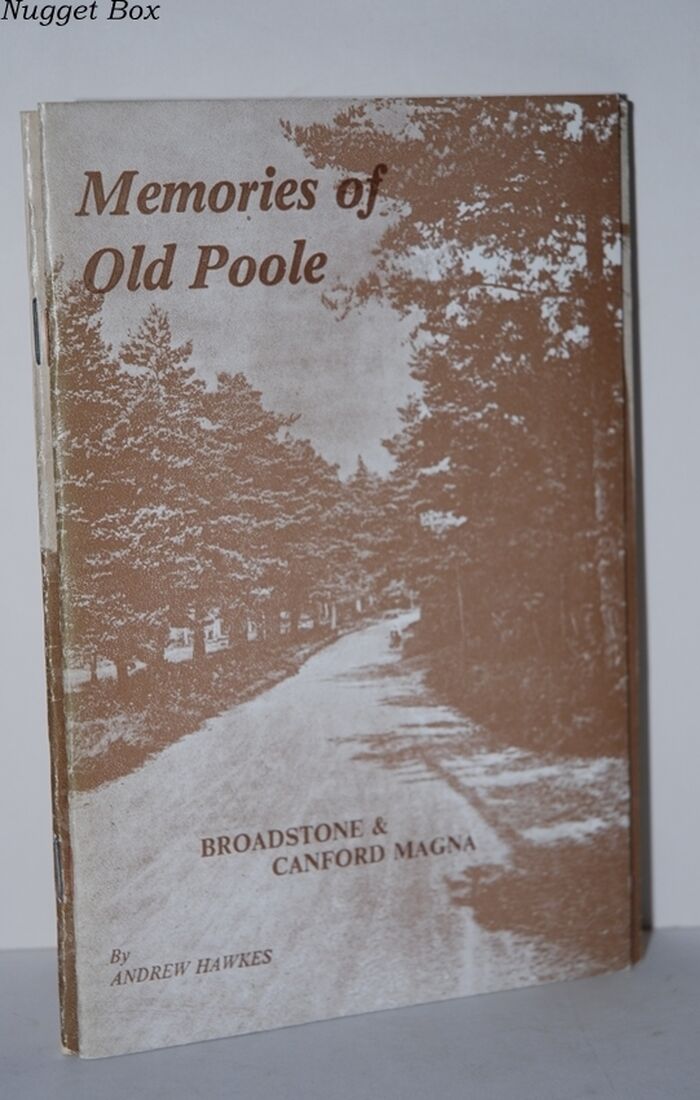 Nugget Box
Memories of
Old Poole
BROADSTONE &
CANFORD MAGNA
By
ANDREW HAWKES